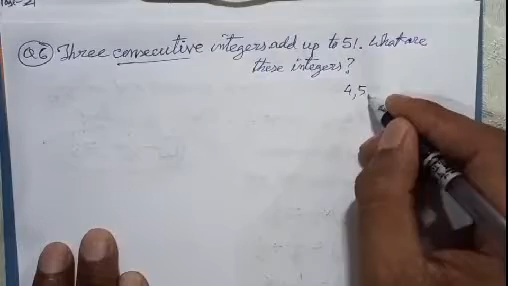 Q6 Three consecutive integers add up to 51. What are
these integers?
4,5,